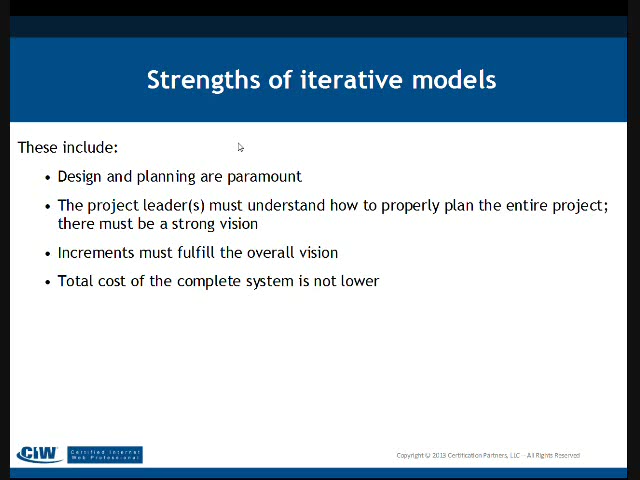 Strengths of iterative models
These include:
• Design and planning are paramount
• The project leader(s) must understand how to properly plan the entire project;
there must be a strong vision
• Increments must fulfill the overall vision
• Total cost of the complete system is not lower
CIW
Certified Internet
Web Professional
Copyright © 2013 Certification Partners, LLC – All Rights Reserved